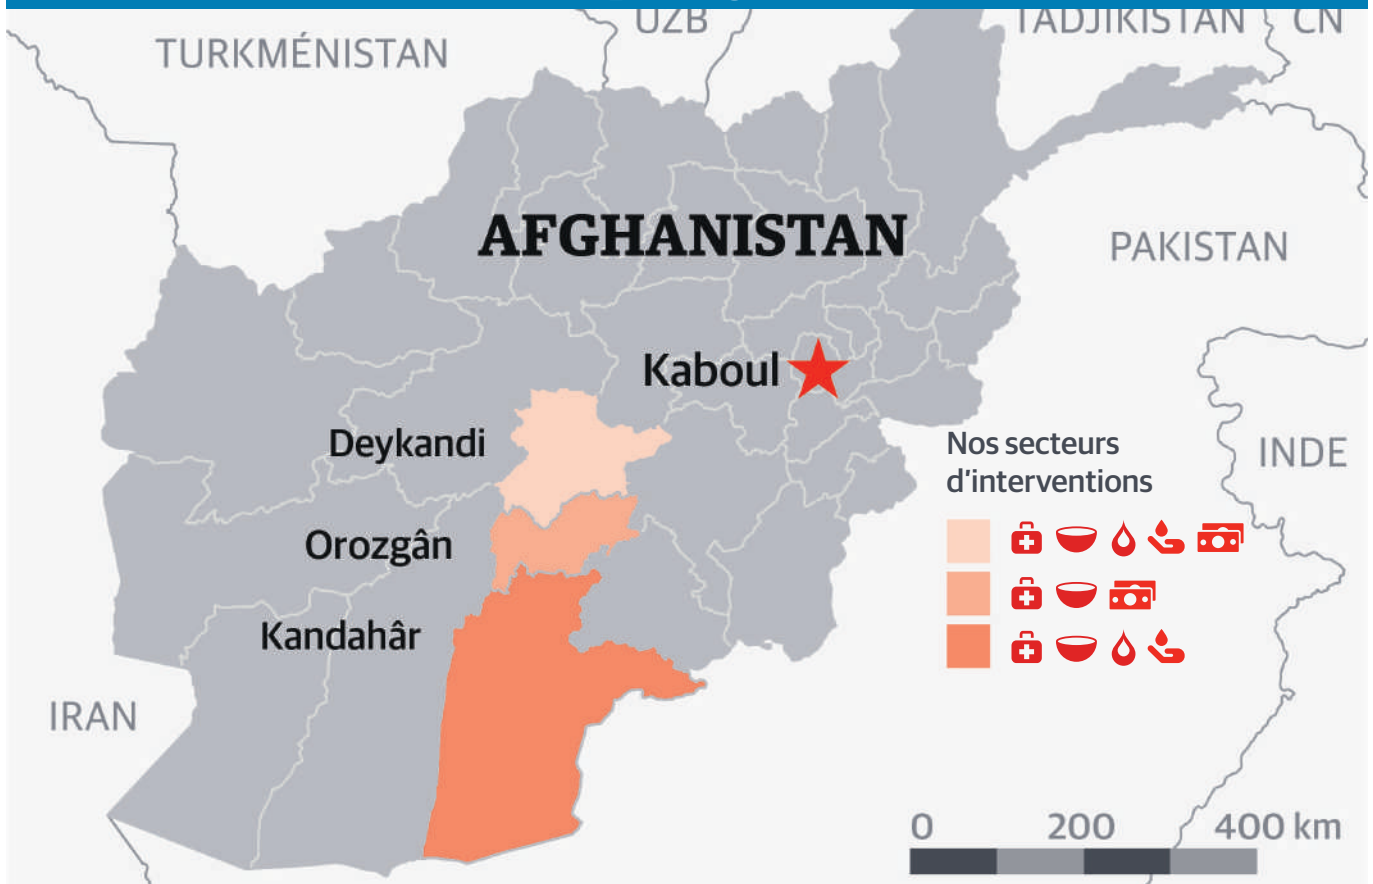 UZB
TADJIKISTAN
CN
TURKMÉNISTAN
AFGHANISTAN
PAKISTAN
Kaboul
Deykandi
Nos secteurs
d'interventions
INDE
Orozgân
Kandahâr
IRAN
0 200 400 km